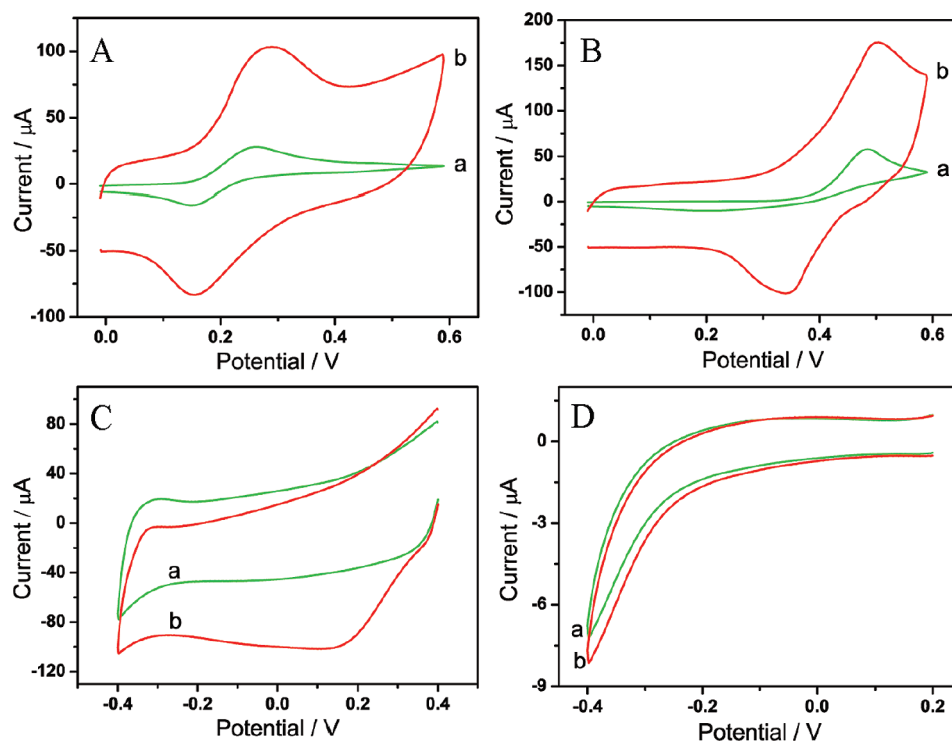 A
b
a
Current / μA
100
50
0
-50
-100
0.0
0.2
0.4
0.6
Potential / V
B
b
a
Current / μA
200
150
100
50
0
-50
-100
0.0
0.2
0.4
0.6
Potential / V
C
a
b
Current / μA
80
40
0
-40
-80
-120
-0.4
-0.2
0.0
0.2
0.4
Potential / V
D
a
b
Current / μA
0
-3
-6
-9
-0.4
-0.2
0.0
0.2
Potential / V